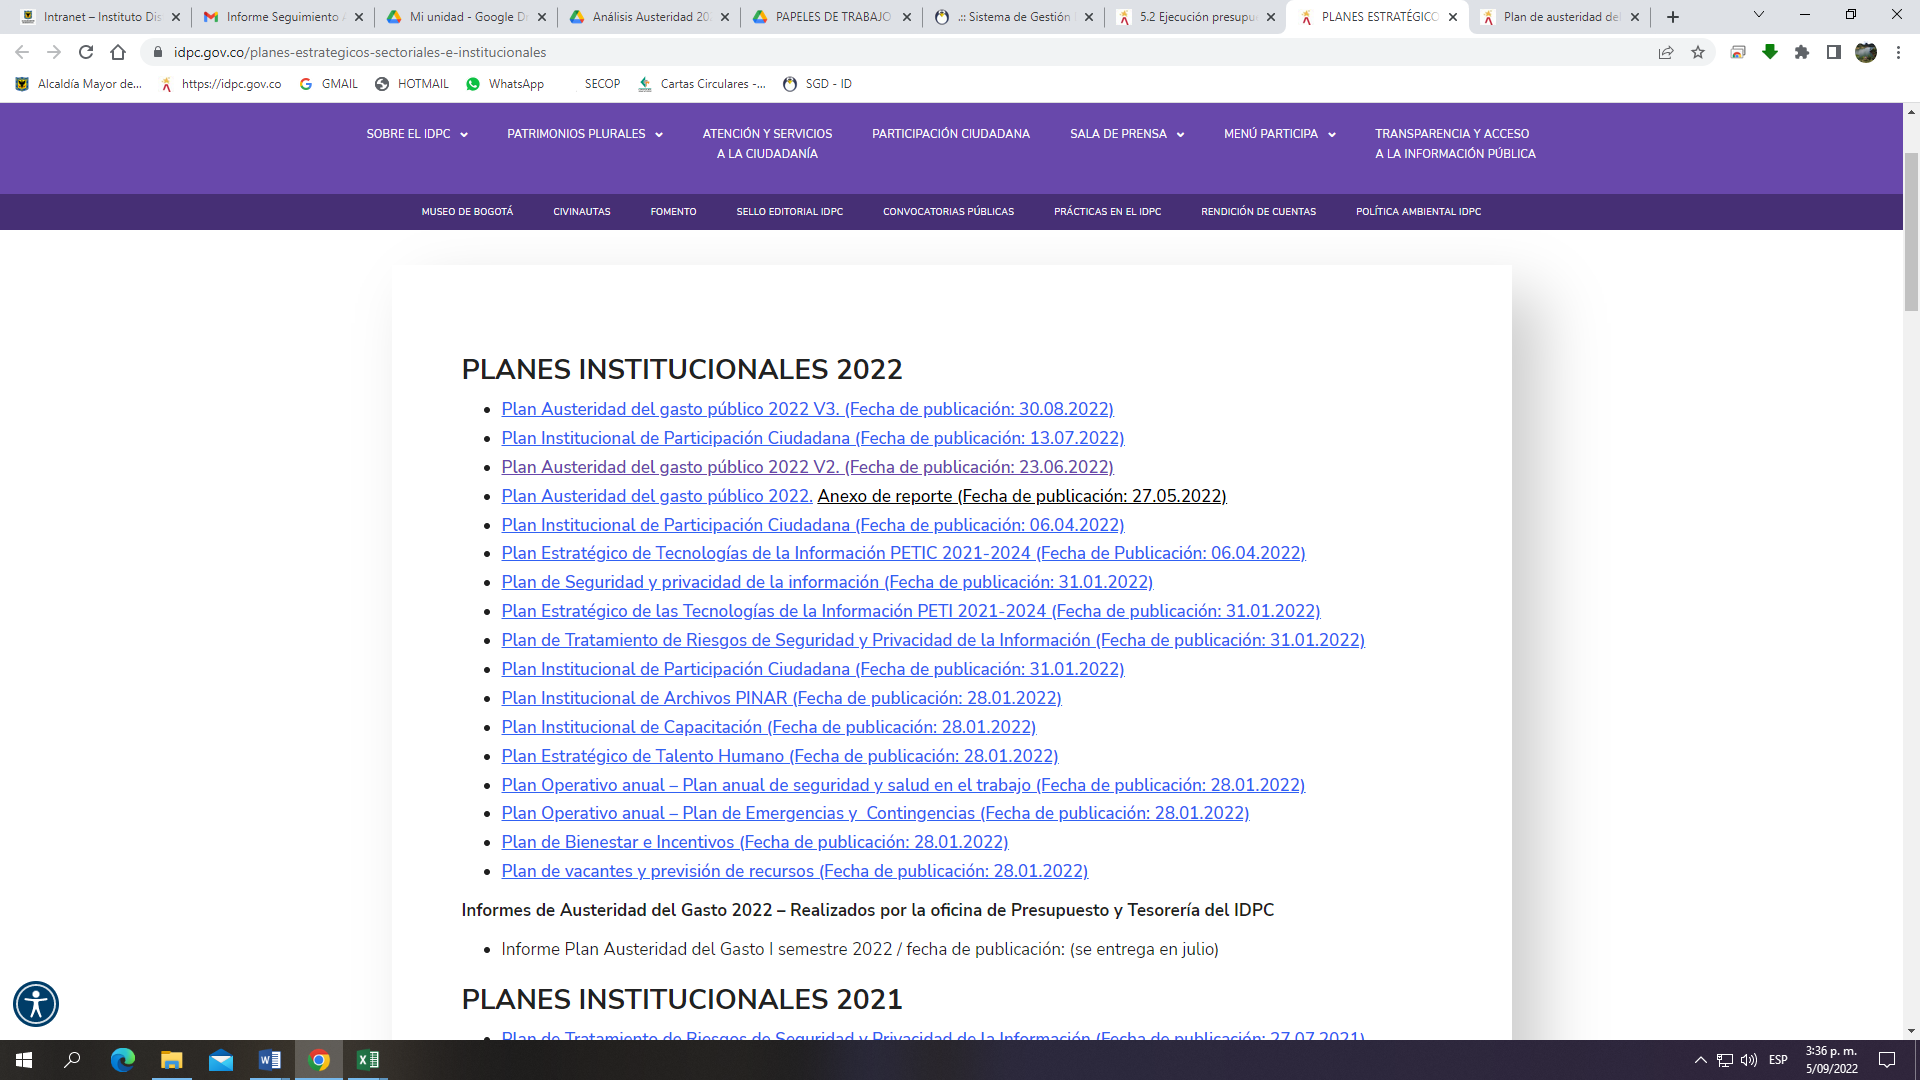 Intranet – Instituto Dis
Informe Seguimiento A
Mi unidad - Google Dr
Análisis Austeridad 20
PAPELES DE TRABAJO
.:: Sistema de Gestión
5.2 Ejecución presupu
PLANES ESTRATÉGICO
Plan de austeridad del
idpc.gov.co/planes-estrategicos-sectoriales-e-institucionales
Alcaldía Mayor de...
https://idpc.gov.co
GMAIL
HOTMAIL
WhatsApp
SECOP
Cartas Circulares -...
SGD - ID
SOBRE EL IDPC
PATRIMONIOS PLURALES
ATENCIÓN Y SERVICIOS
A LA CIUDADANÍA
PARTICIPACIÓN CIUDADANA
SALA DE PRENSA
MENÚ PARTICIPA
TRANSPARENCIA Y ACCESO
A LA INFORMACIÓN PÚBLICA
MUSEO DE BOGOTÁ
CIVINAUTAS
FOMENTO
SELLO EDITORIAL IDPC
CONVOCATORIAS PÚBLICAS
PRÁCTICAS EN EL IDPC
RENDICIÓN DE CUENTAS
POLÍTICA AMBIENTAL IDPC
PLANES INSTITUCIONALES 2022
Plan Austeridad del gasto público 2022 V3. (Fecha de publicación: 30.08.2022)
Plan Institucional de Participación Ciudadana (Fecha de publicación: 13.07.2022)
Plan Austeridad del gasto público 2022 V2. (Fecha de publicación: 23.06.2022)
Plan Austeridad del gasto público 2022. Anexo de reporte (Fecha de publicación: 27.05.2022)
Plan Institucional de Participación Ciudadana (Fecha de publicación: 06.04.2022)
Plan Estratégico de Tecnologías de la Información PETIC 2021-2024 (Fecha de Publicación: 06.04.2022)
Plan de Seguridad y privacidad de la información (Fecha de publicación: 31.01.2022)
Plan Estratégico de las Tecnologías de la Información PETI 2021-2024 (Fecha de publicación: 31.01.2022)
Plan de Tratamiento de Riesgos de Seguridad y Privacidad de la Información (Fecha de publicación: 31.01.2022)
Plan Institucional de Participación Ciudadana (Fecha de publicación: 31.01.2022)
Plan Institucional de Archivos PINAR (Fecha de publicación: 28.01.2022)
Plan Institucional de Capacitación (Fecha de publicación: 28.01.2022)
Plan Estratégico de Talento Humano (Fecha de publicación: 28.01.2022)
Plan Operativo anual – Plan anual de seguridad y salud en el trabajo (Fecha de publicación: 28.01.2022)
Plan Operativo anual – Plan de Emergencias y  Contingencias (Fecha de publicación: 28.01.2022)
Plan de Bienestar e Incentivos (Fecha de publicación: 28.01.2022)
Plan de vacantes y previsión de recursos (Fecha de publicación: 28.01.2022)
Informes de Austeridad del Gasto 2022 – Realizados por la oficina de Presupuesto y Tesorería del IDPC
Informe Plan Austeridad del Gasto I semestre 2022 / fecha de publicación: (se entrega en julio)
PLANES INSTITUCIONALES 2021
Plan de Tratamiento de Riesgos de Seguridad y Privacidad de la Información (Fecha de publicación: 27.07.2021)
ESP
3:36 p. m.
5/09/2022